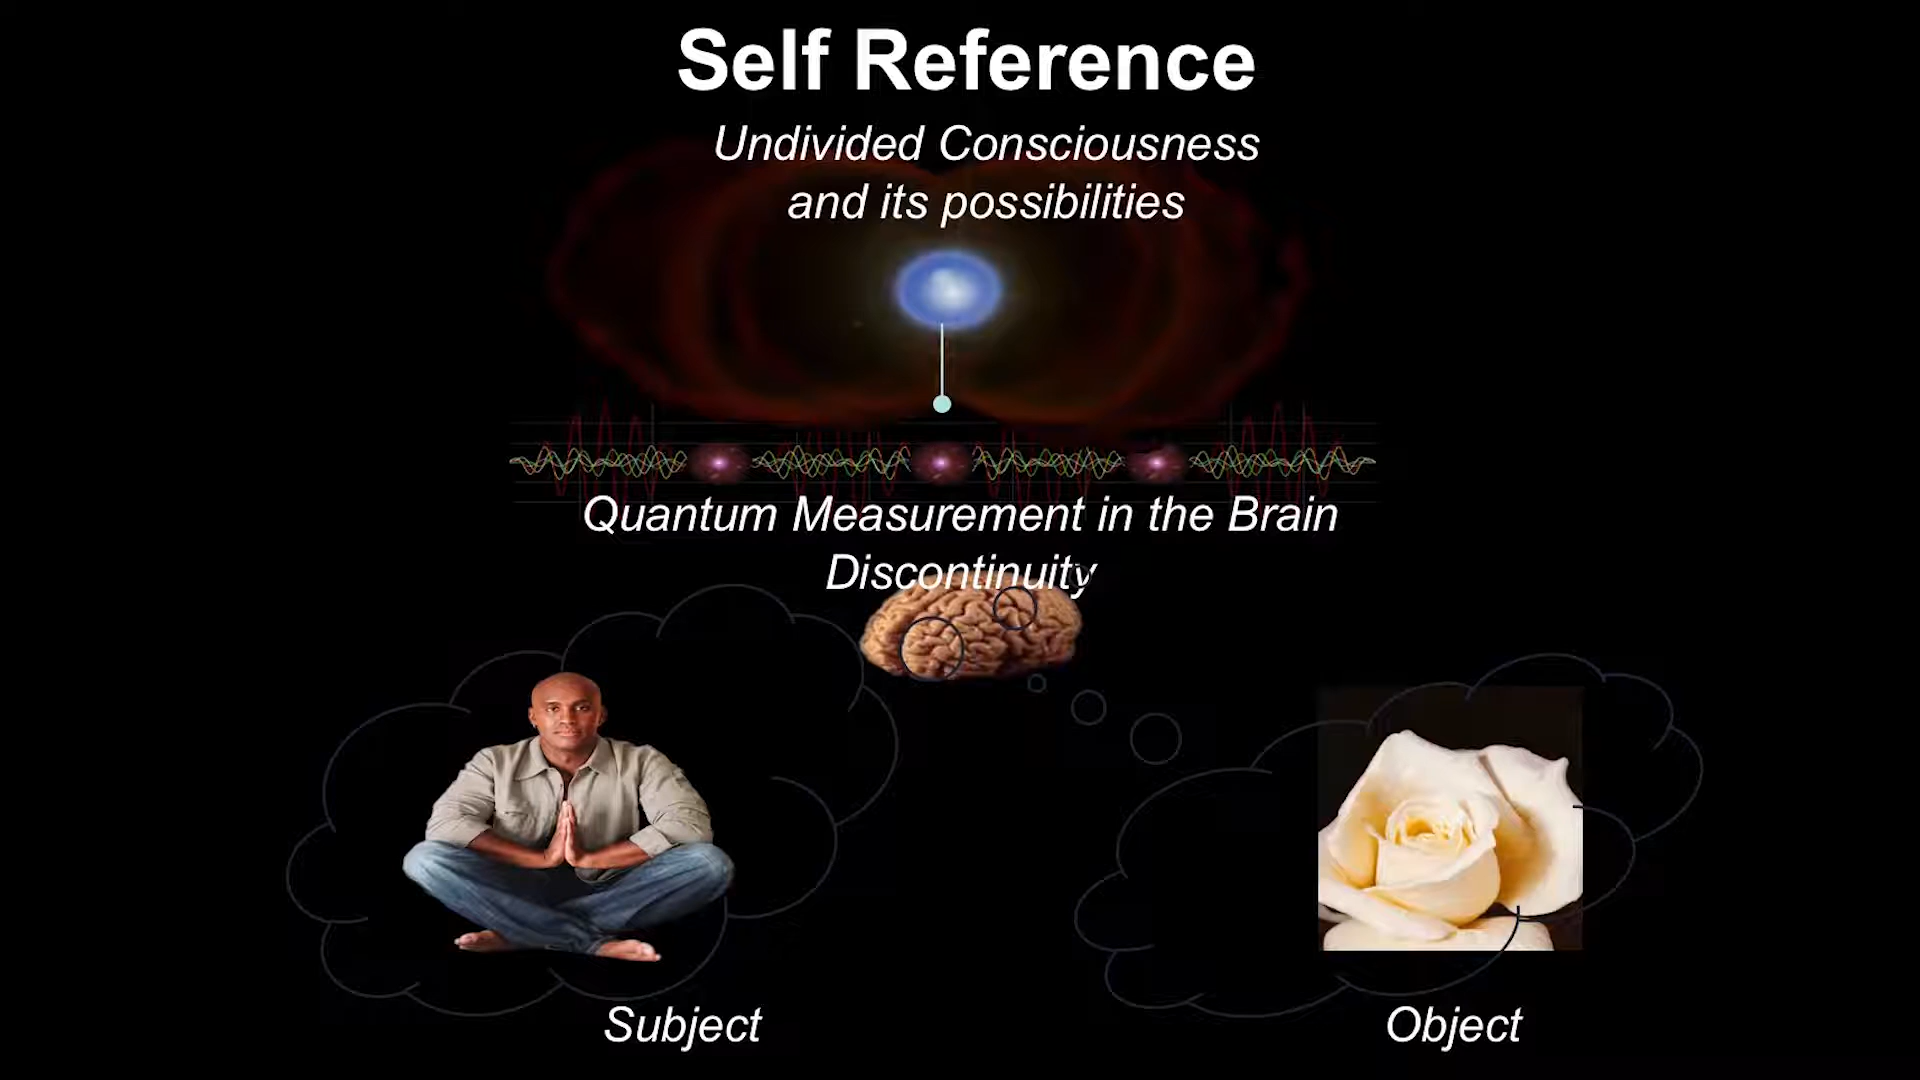 Self Reference
Undivided Consciousness
and its possibilities
Quantum Measurement in the Brain
Discontinuity
Subject
Object